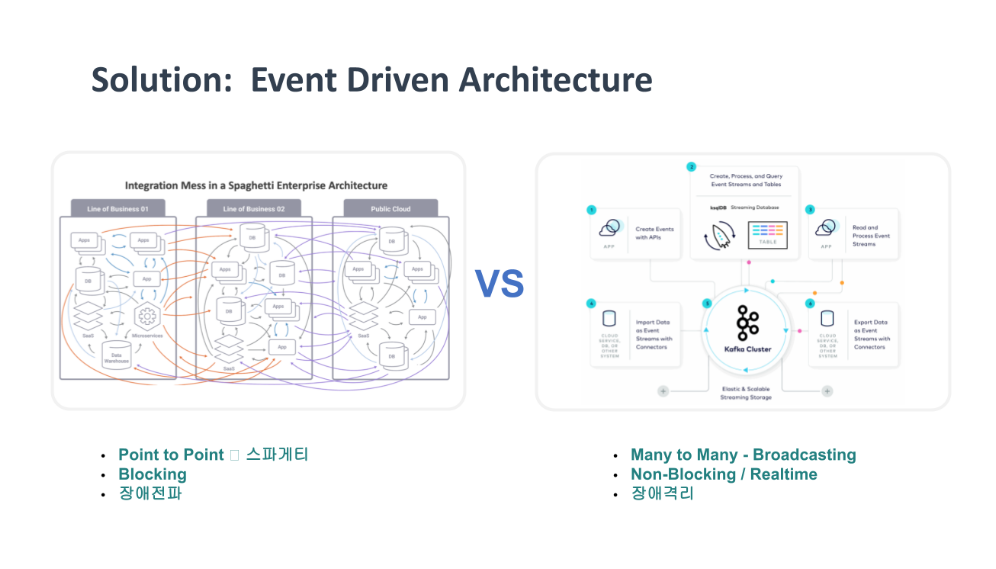 Solution:  Event Driven Architecture
Integration Mess in a Spaghetti Enterprise Architecture
Line of Business 01
Line of Business 02
Public Cloud
Apps
Apps
DB
App
SaaS
Microservices
Data
Warehouse
DB
Apps
DB
DB
Apps
App
SaaS
DB
Apps
Apps
App
SaaS
DB
VS
1
Create Events
with APIs
APP
3
Create, Process, and Query
Event Streams and Tables
ksqlDB Streaming Database
TABLE
2
Read and
Process Event
Streams
APP
4
Import Data
as Event
Streams with
Connectors
CLOUD
SERVICE,
DB, OR
OTHER
SYSTEM
5
Kafka Cluster
Elastic & Scalable
Streaming Storage
Export Data
as Event
Streams with
Connectors
CLOUD
SERVICE,
DB, OR
OTHER
SYSTEM
• Point to Point □ 스파게티
• Blocking
• 장애전파
• Many to Many - Broadcasting
• Non-Blocking / Realtime
• 장애격리